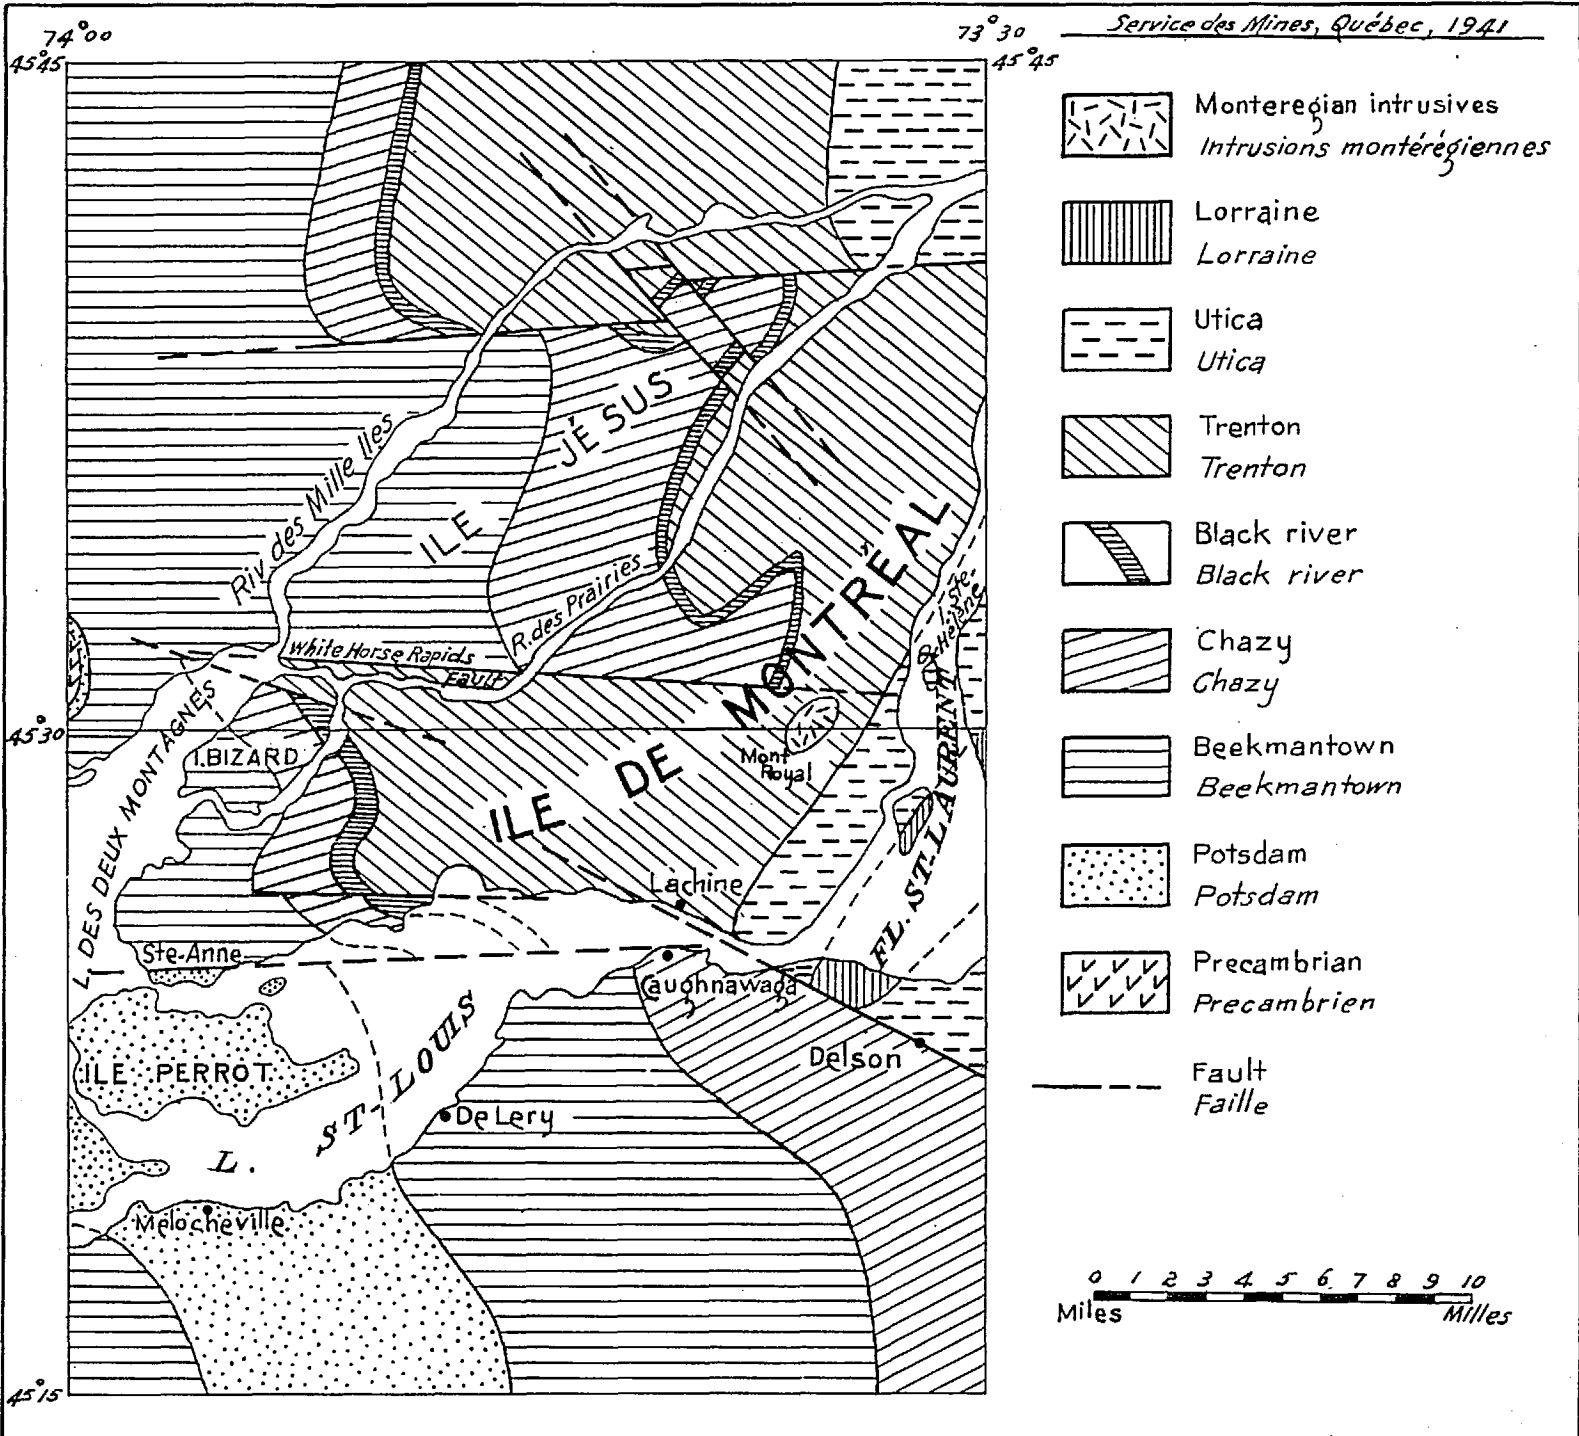 Service des Mines, Québec, 1941
74°00
73°30
45°45
45°45
Monteregian intrusives
Intrusions montérégiennes
Lorraine
Lorraine
Utica
Utica
Trenton
Trenton
Black river
Black river
Chazy
Chazy
Beekmantown
Beekmantown
Potsdam
Potsdam
Precambrian
Precambrien
Fault
Faille
0 1 2 3 4 5 6 7 8 9 10
Miles
Milles
Riv des Mille Iles
ILE JÉSUS
R. des Prairies
White Horse Rapids
Fault
ILE DE MONTRÉAL
I. Ste-
Hélène
45°30
I. BIZARD
L. DES DEUX MONTAGNES
Mont
Royal
FL. ST-LAURENT
Lachine
Ste-Anne
Caughnawaga
Delson
ILE PERROT
L. ST-LOUIS
De Lery
Melocheville
45°15